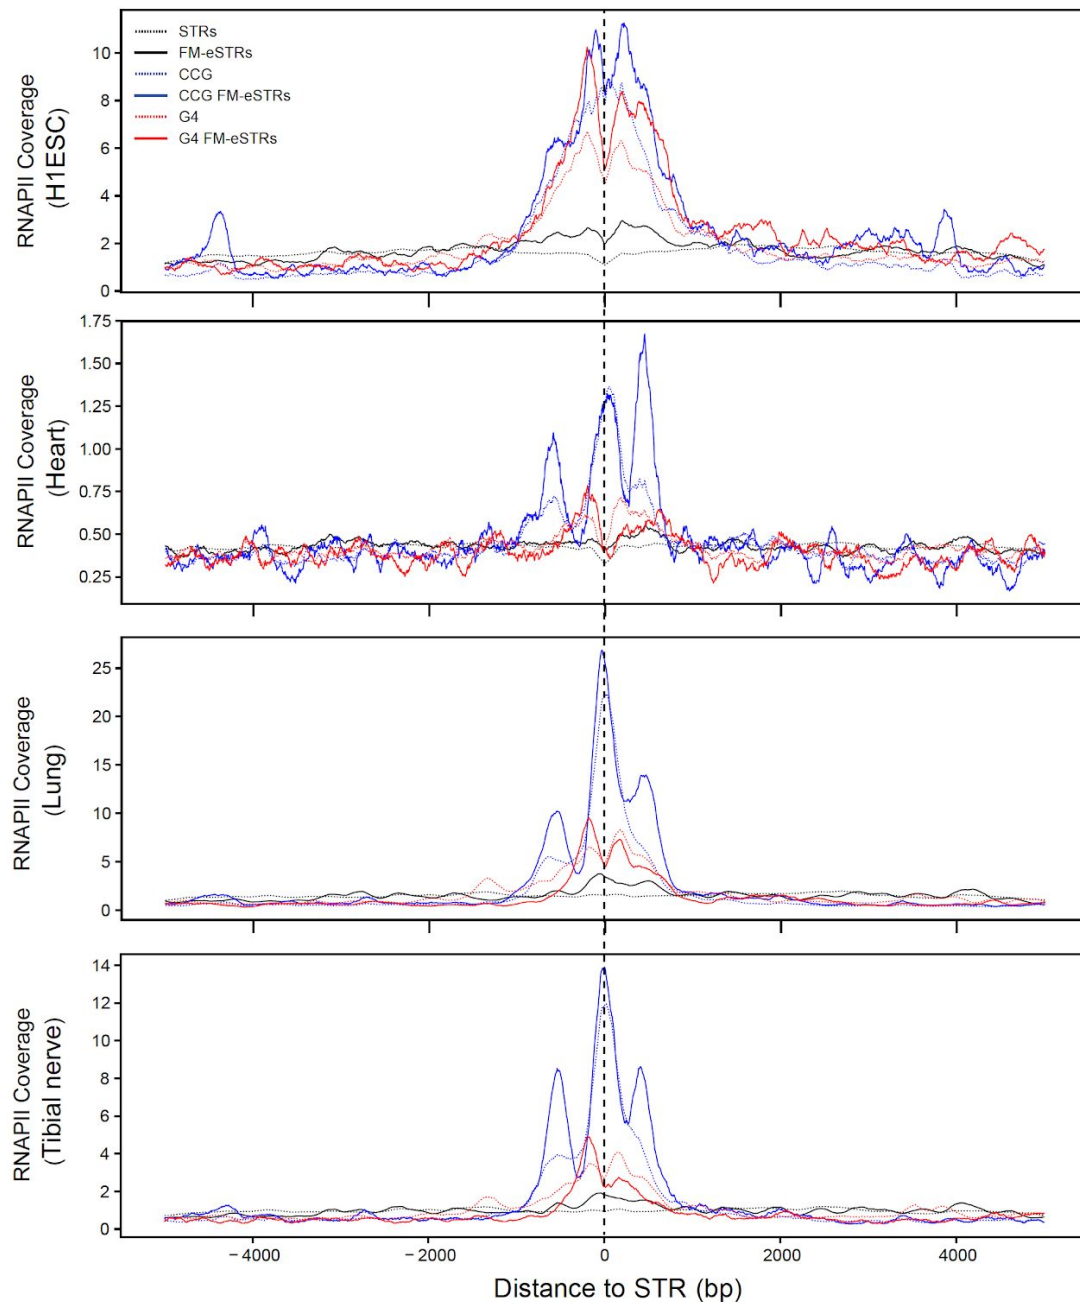 STRs
FM-eSTRs
CCG
CCG FM-eSTRs
G4
G4 FM-eSTRs
RNAPII Coverage
(H1ESC)
10
8
6
4
2
0
RNAPII Coverage
(Heart)
1.75
1.50
1.25
1.00
0.75
0.50
0.25
RNAPII Coverage
(Lung)
25
20
15
10
5
0
RNAPII Coverage
(Tibial nerve)
14
12
10
8
6
4
2
0
−4000 −2000 0 2000 4000
Distance to STR (bp)